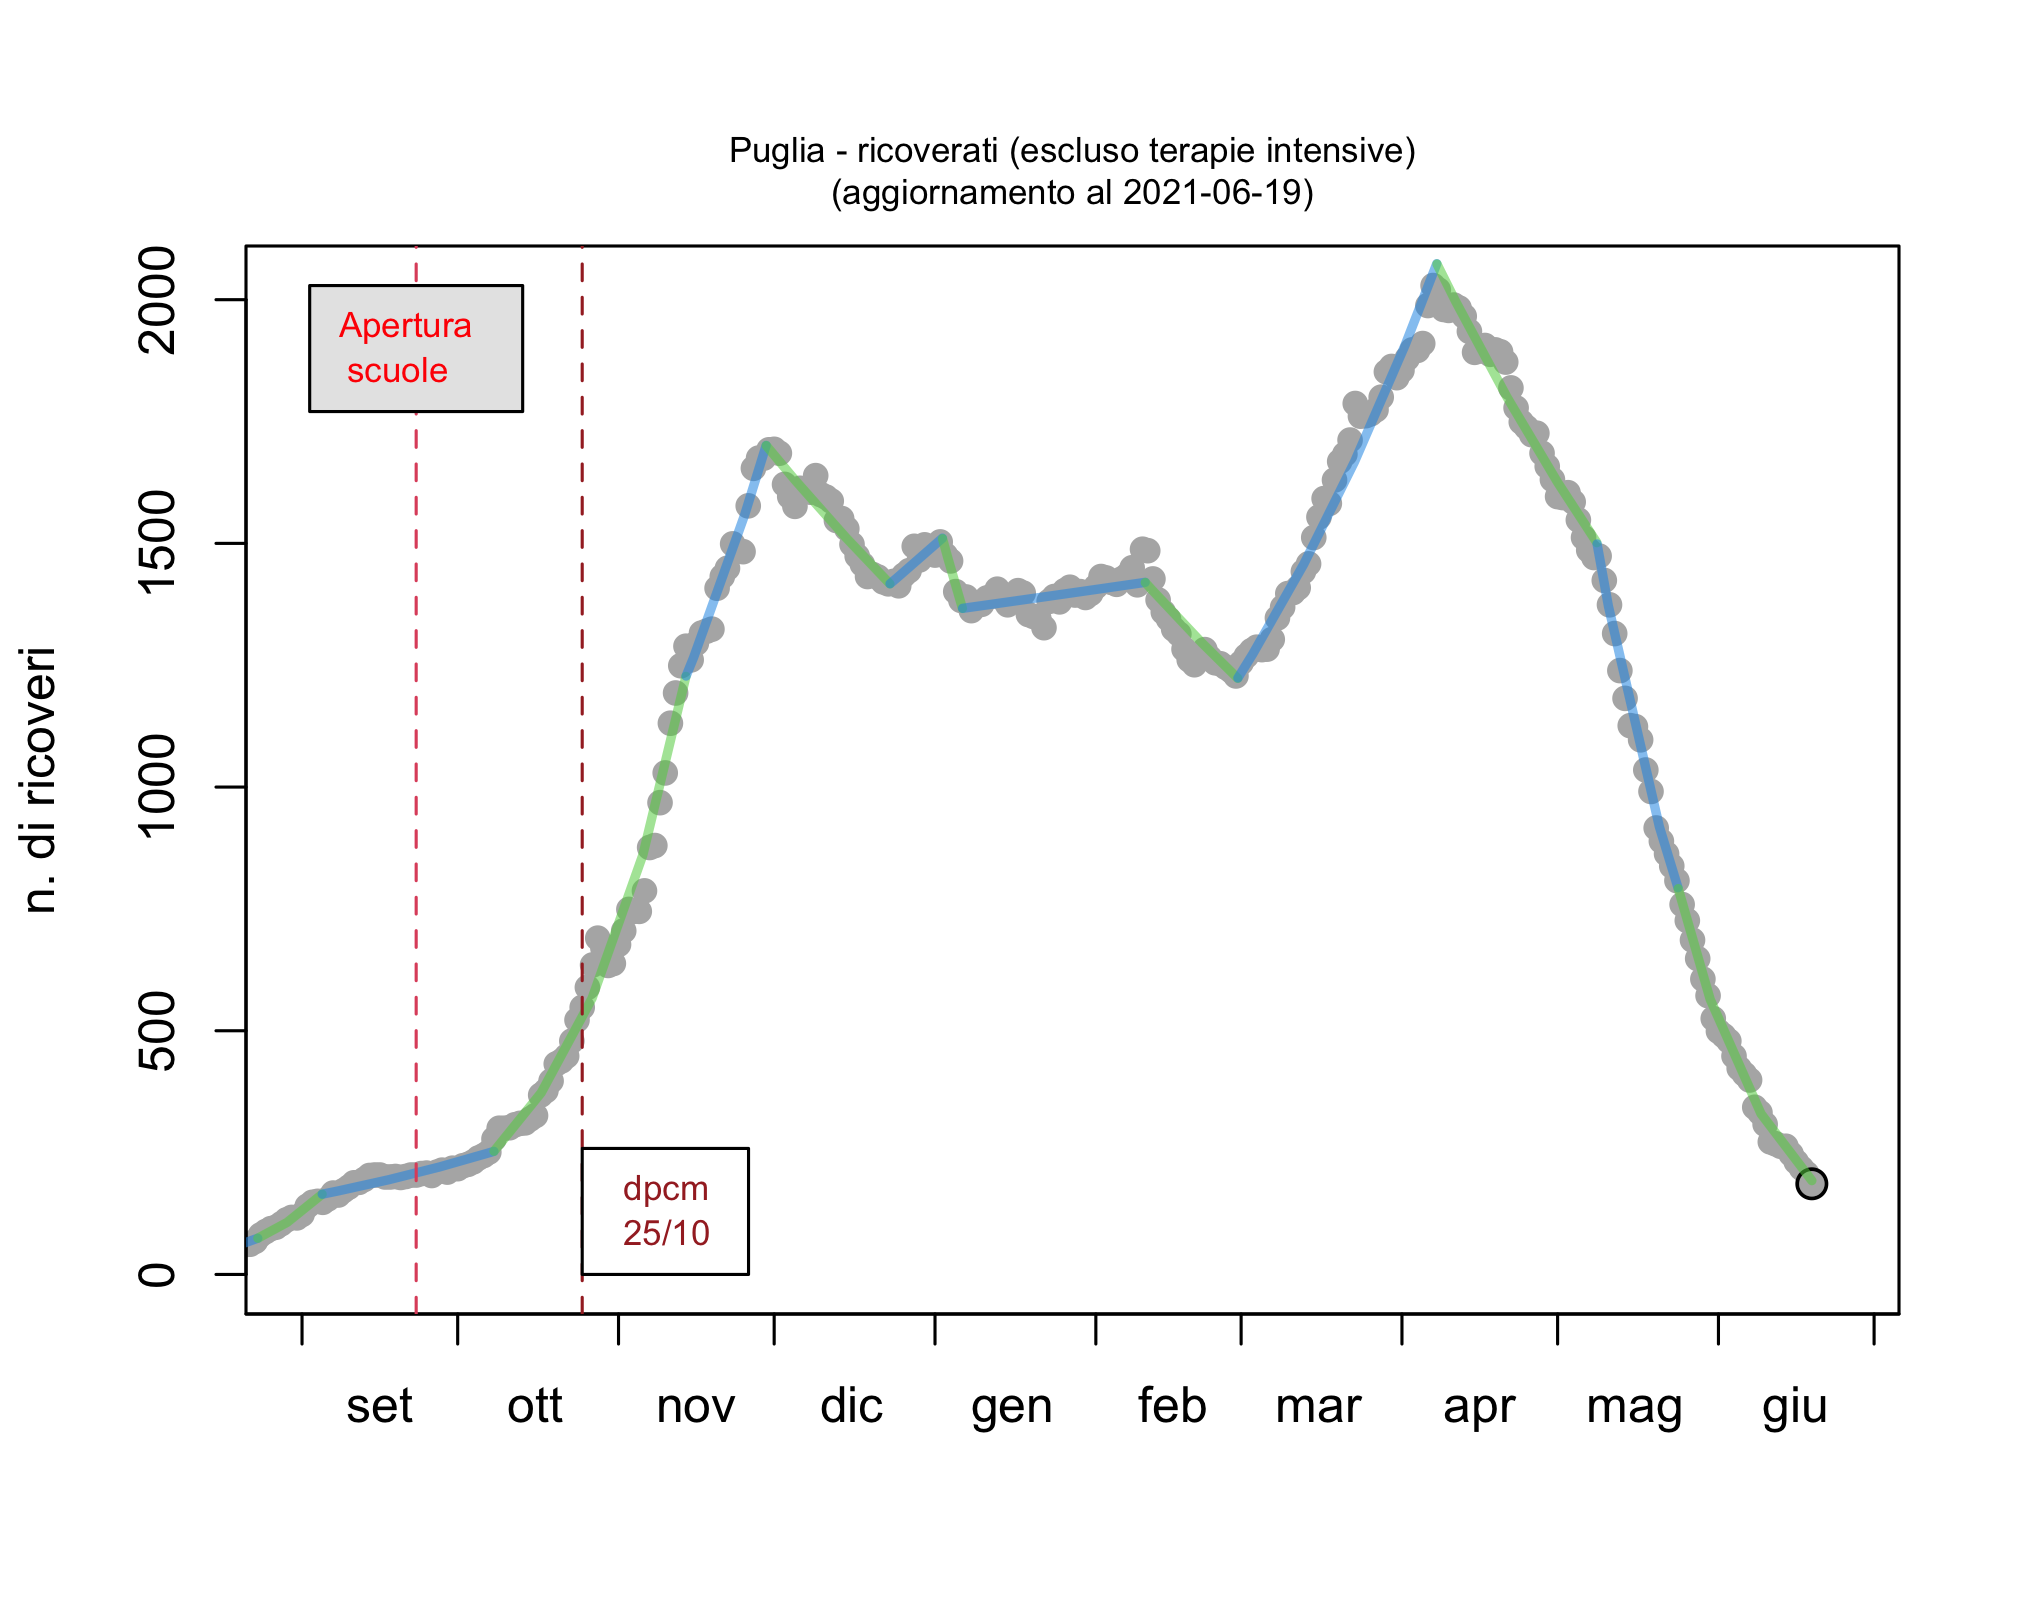 Puglia - ricoverati (escluso terapie intensive)
(aggiornamento al 2021-06-19)
n. di ricoveri
2000
1500
1000
500
0
Apertura
scuole
dpcm
25/10
set ott nov dic gen feb mar apr mag giu